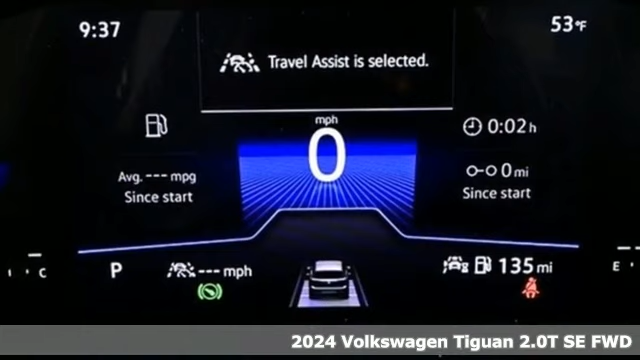 9:37
53°F
Travel Assist is selected.
mph
0
0:02 h
Avg. --- mpg
Since start
0 mi
Since start
C
P
--- mph
135 mi
E
2024 Volkswagen Tiguan 2.0T SE FWD